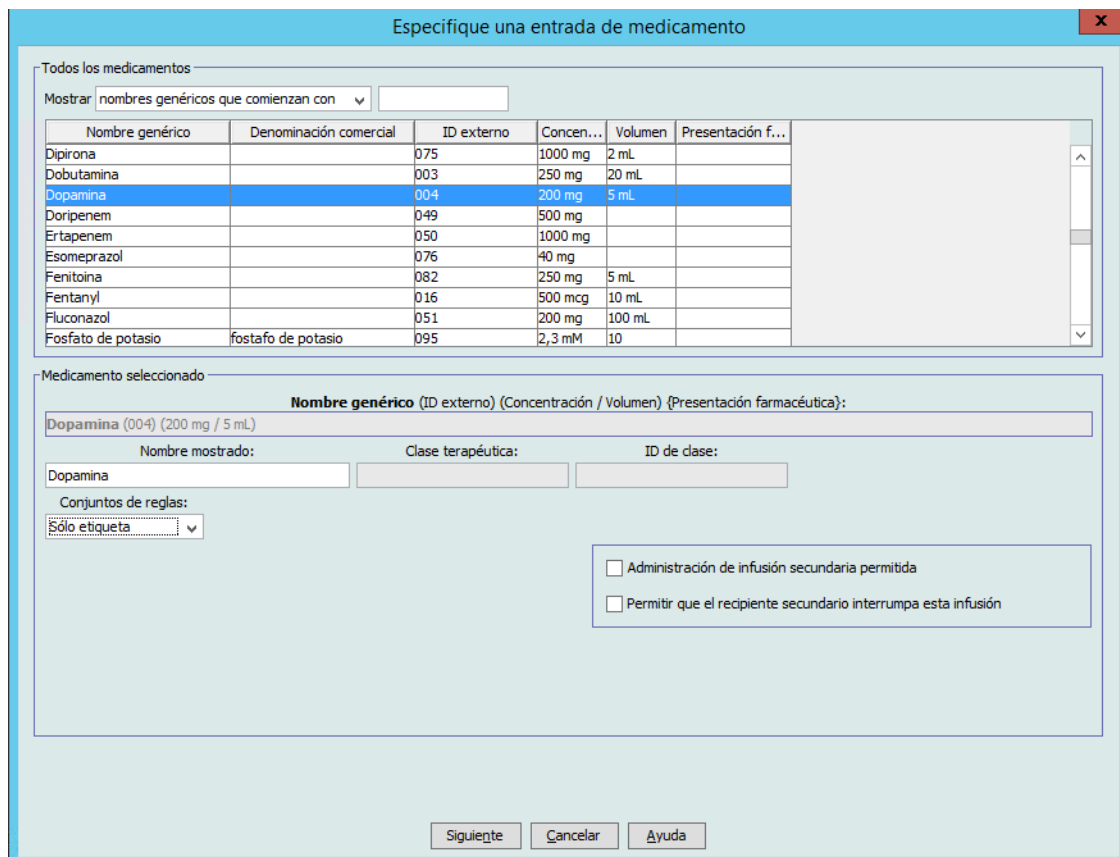 Especifique una entrada de medicamento
x
Todos los medicamentos
Mostrar nombres genéricos que comienzan con
Nombre genérico Denominación comercial ID externo Concen... Volumen Presentación f...
Dipirona 075 1000 mg 2 mL
Dobutamina 003 250 mg 20 mL
Dopamina 004 200 mg 5 mL
Doripenem 049 500 mg
Ertapenem 050 1000 mg
Esomeprazol 076 40 mg
Fenitoina 082 250 mg 5 mL
Fentanyl 016 500 mcg 10 mL
Fluconazol 051 200 mg 100 mL
Fosfato de potasio fostafo de potasio 095 2,3 mM 10
Medicamento seleccionado
Nombre genérico (ID externo) (Concentración / Volumen) {Presentación farmacéutica}:
Dopamina (004) (200 mg / 5 mL)
Nombre mostrado: Clase terapéutica: ID de clase:
Dopamina
Conjuntos de reglas:
Sólo etiqueta
Administración de infusión secundaria permitida
Permitir que el recipiente secundario interrumpa esta infusión
Siguiente Cancelar Ayuda